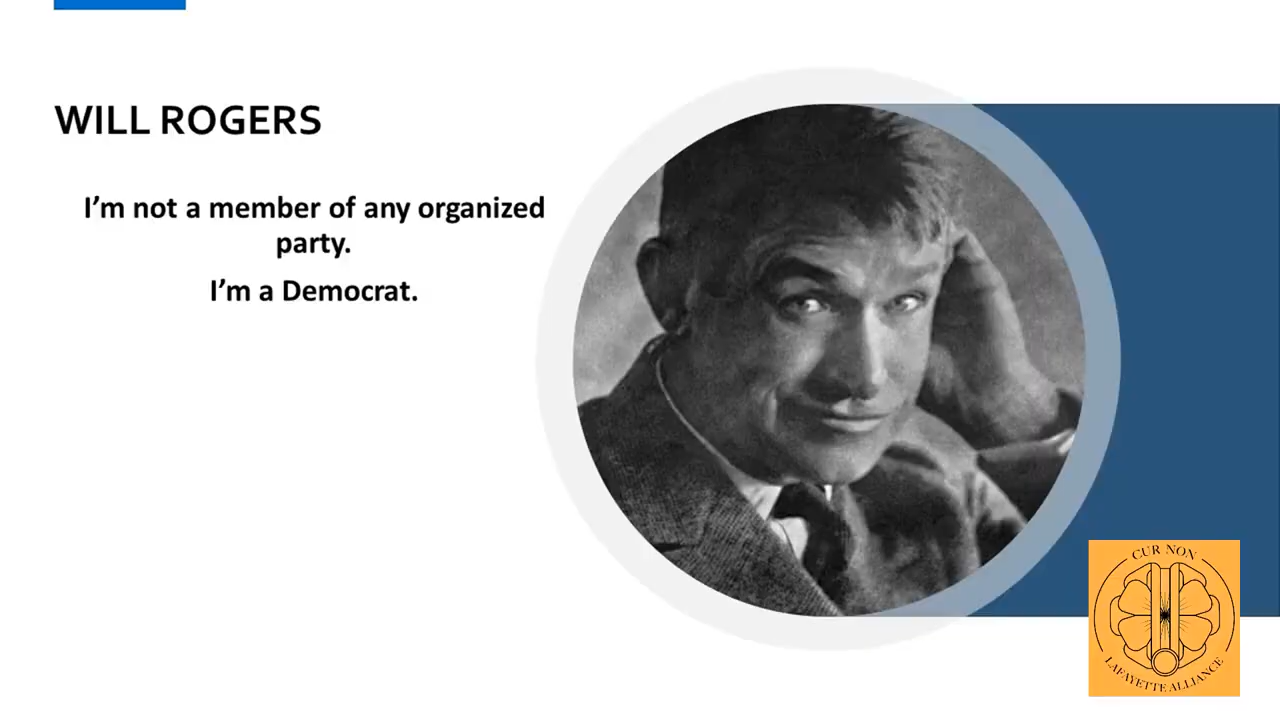 WILL ROGERS
I’m not a member of any organized
party.
I’m a Democrat.
CUR NON
LAFAYETTE ALLIANCE